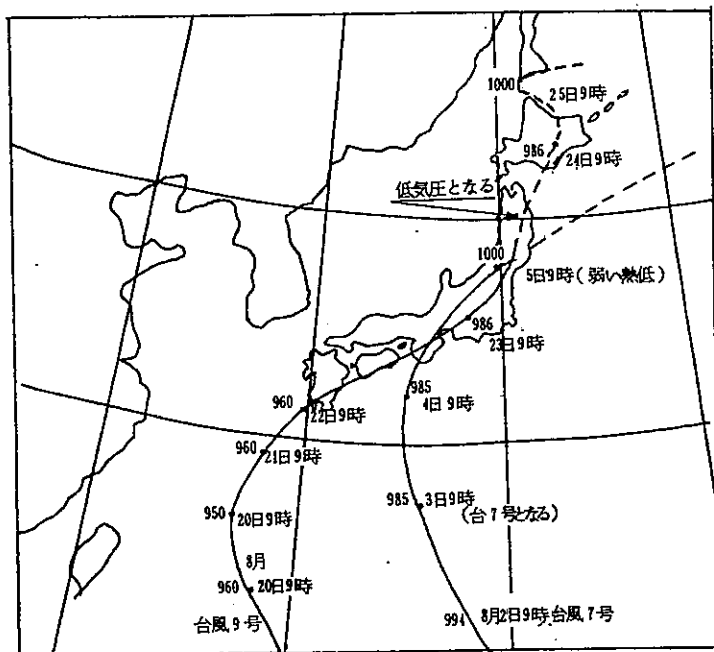 1000
25日9時
986
24日9時
低気圧となる
1000
5日9時(弱い熱低)
986
23日9時
985
4日9時
960
22日9時
960
21日9時
985
3日9時
(台7号となる)
950
20日9時
8月
960
20日9時
台風9号
994
8月2日9時台風7号